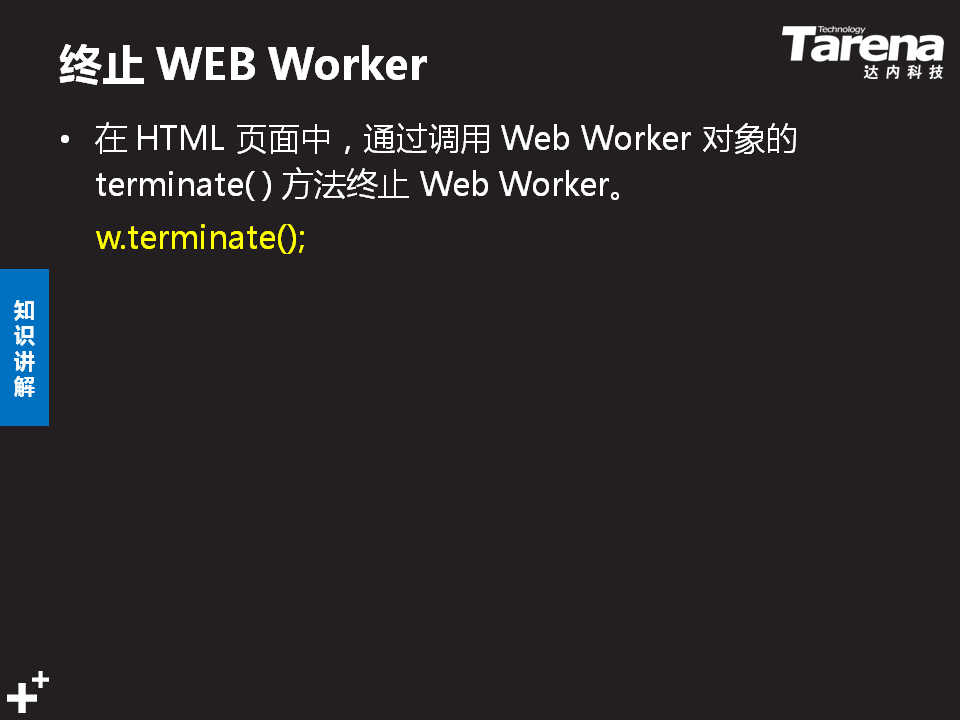 终止 WEB Worker
Technology
Tarena
达内科技
• 在 HTML 页面中，通过调用 Web Worker 对象的
terminate( ) 方法终止 Web Worker。
w.terminate();
知
识
讲
解